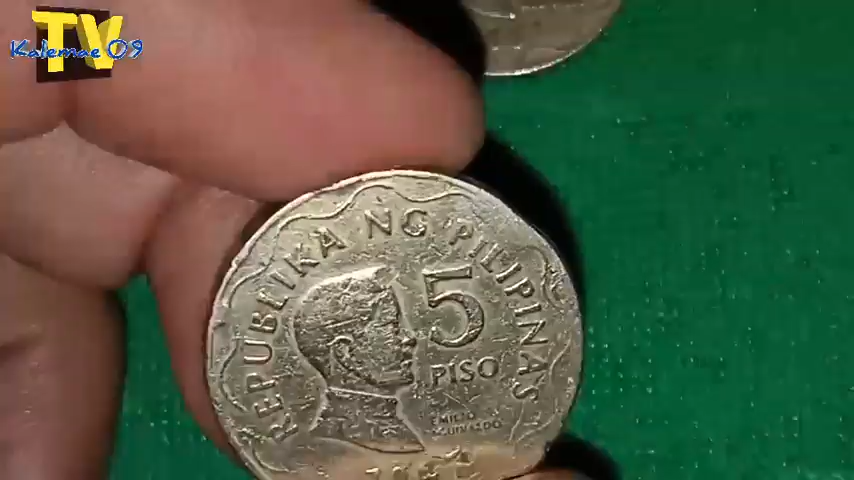 TV
Kalemae 09
REPUBLIKA NG PILIPINAS
5
PISO
EMILIO
AGUINALDO